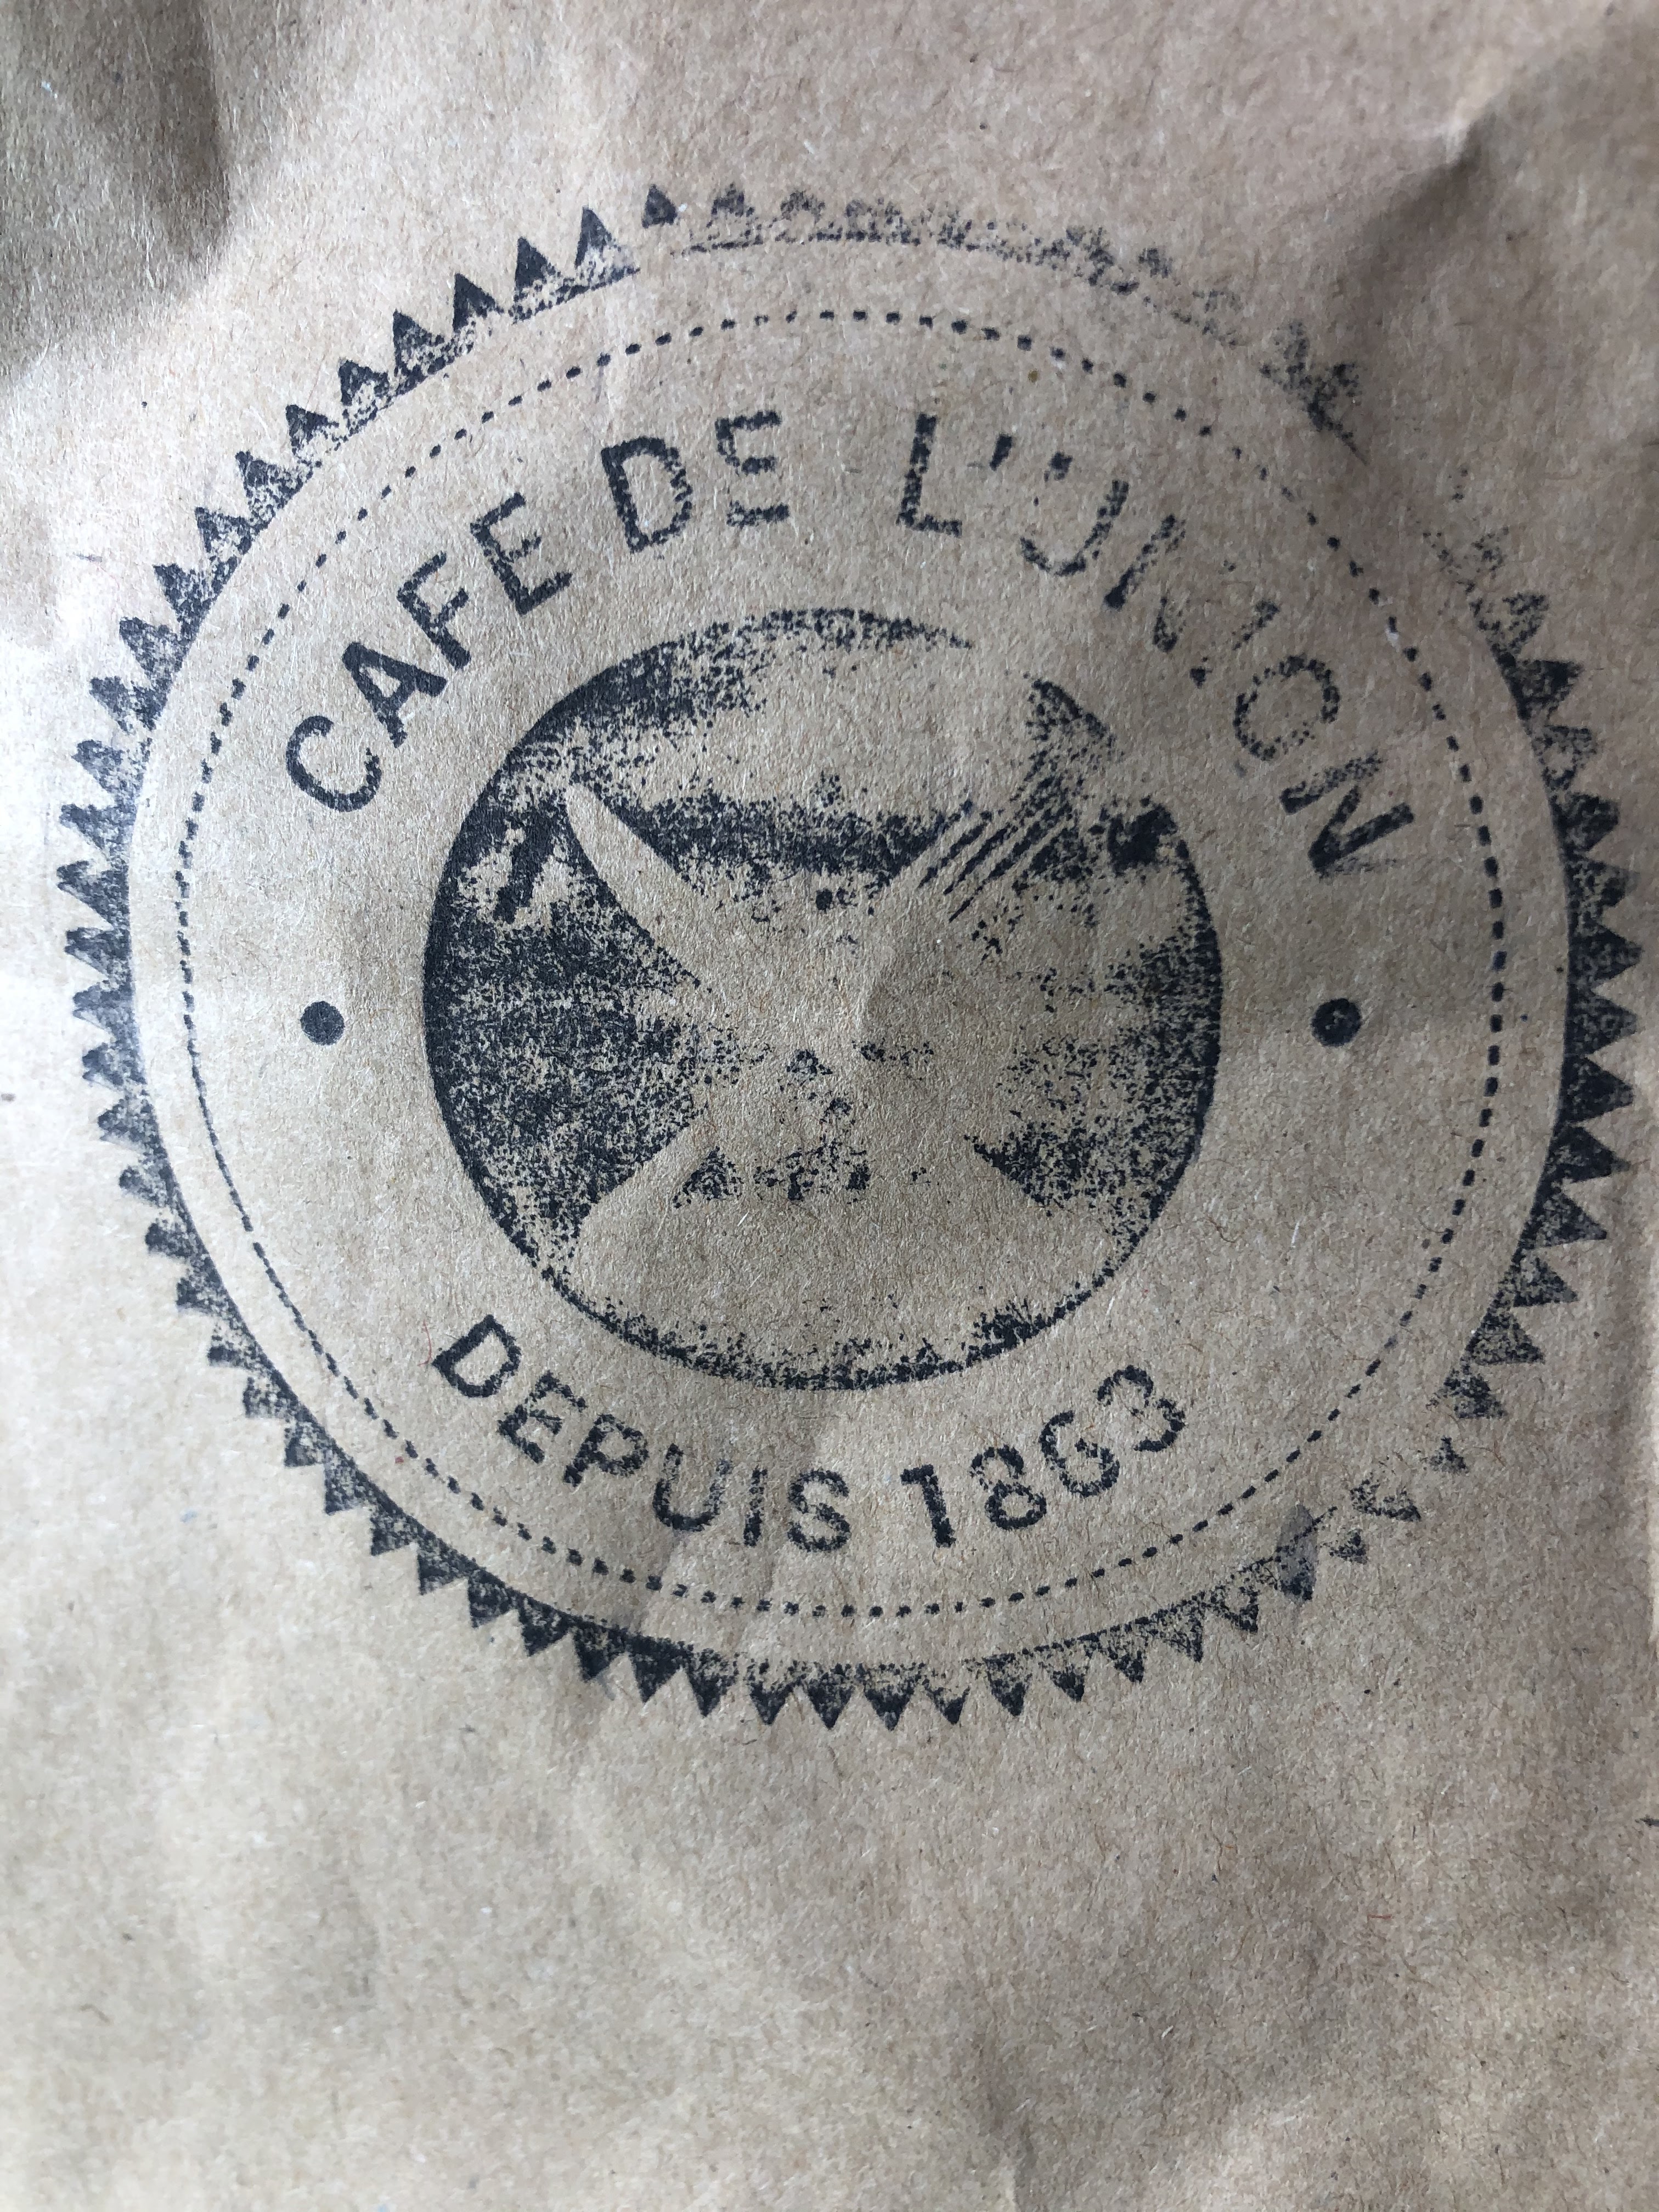 CAFE DE L'UNION
DEPUIS 1863